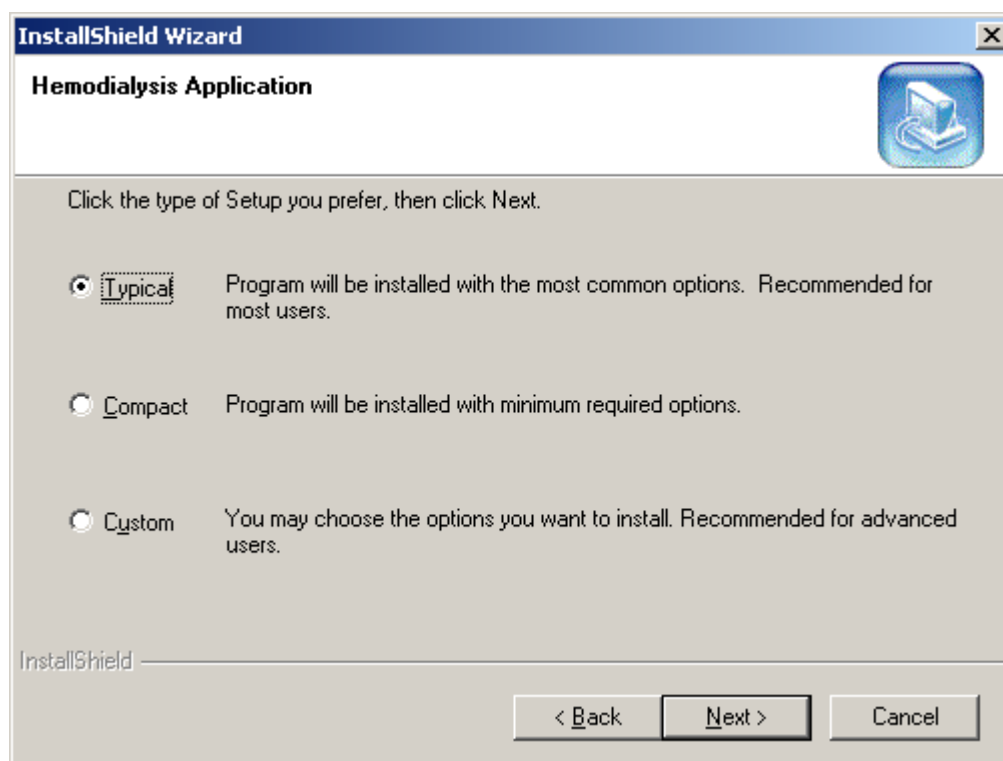 InstallShield Wizard
Hemodialysis Application
Click the type of Setup you prefer, then click Next.
Typical
Program will be installed with the most common options.  Recommended for
most users.
Compact
Program will be installed with minimum required options.
Custom
You may choose the options you want to install. Recommended for advanced
users.
InstallShield
< Back
Next >
Cancel